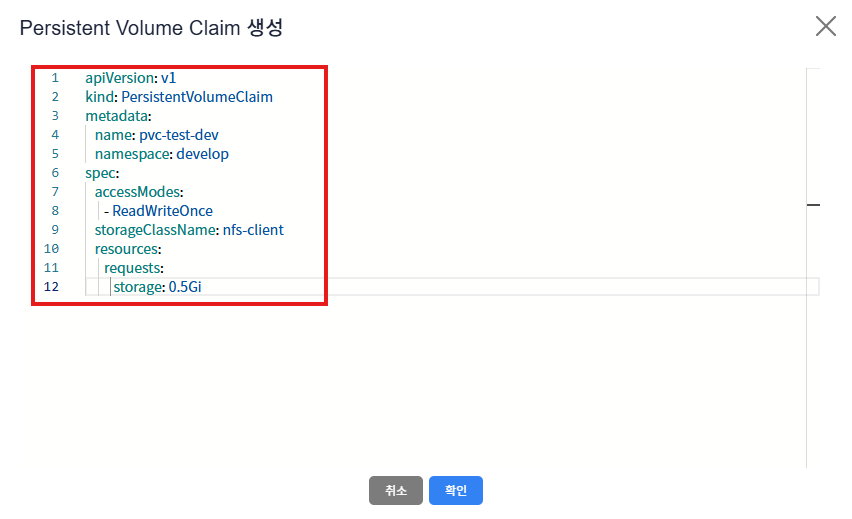 Persistent Volume Claim 생성
1 apiVersion: v1
2 kind: PersistentVolumeClaim
3 metadata:
4 name: pvc-test-dev
5 namespace: develop
6 spec:
7 accessModes:
8 - ReadWriteOnce
9 storageClassName: nfs-client
10 resources:
11 requests:
12 storage: 0.5Gi
취소 확인